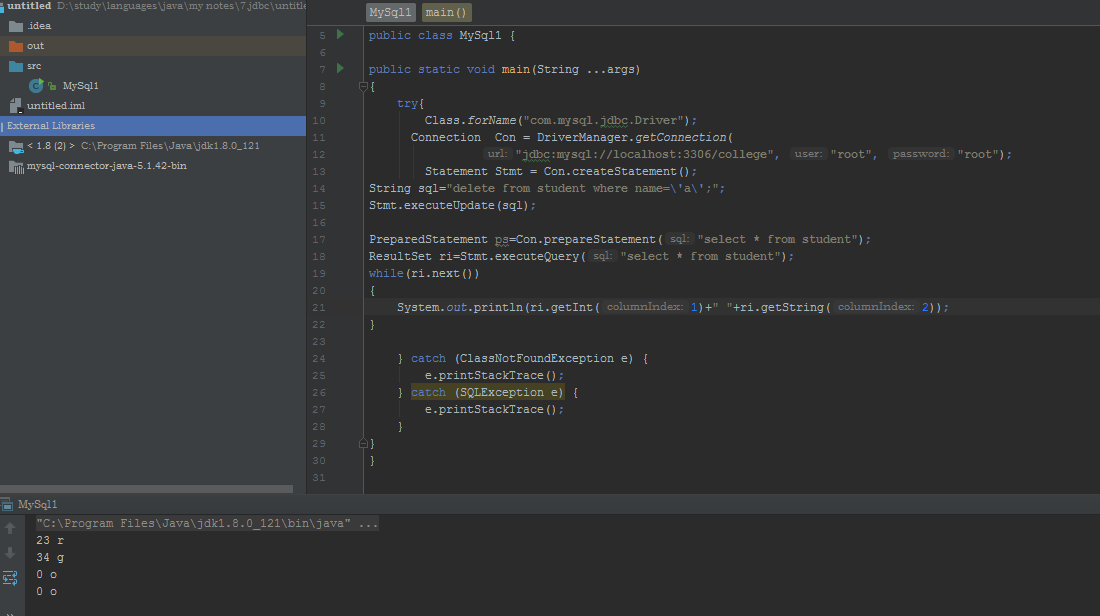 untitled D:\study\languages\java\my notes\7.jdbc\untitle
.idea
out
src
MySql1
untitled.iml
External Libraries
< 1.8 (2) > C:\Program Files\Java\jdk1.8.0_121
mysql-connector-java-5.1.42-bin
MySql1 main()
5 public class MySql1 {
6
7 public static void main(String ...args)
8 {
9 try{
10 Class.forName("com.mysql.jdbc.Driver");
11 Connection Con = DriverManager.getConnection(
12 url: "jdbc:mysql://localhost:3306/college", user: "root", password: "root");
13 Statement Stmt = Con.createStatement();
14 String sql="delete from student where name=\'a\';";
15 Stmt.executeUpdate(sql);
16
17 PreparedStatement ps=Con.prepareStatement( sql: "select * from student");
18 ResultSet ri=Stmt.executeQuery( sql: "select * from student");
19 while(ri.next())
20 {
21 System.out.println(ri.getInt( columnIndex: 1)+" "+ri.getString( columnIndex: 2));
22 }
23
24 } catch (ClassNotFoundException e) {
25 e.printStackTrace();
26 } catch (SQLException e) {
27 e.printStackTrace();
28 }
29 }
30 }
31
MySql1
"C:\Program Files\Java\jdk1.8.0_121\bin\java" ...
23 r
34 g
0 o
0 o